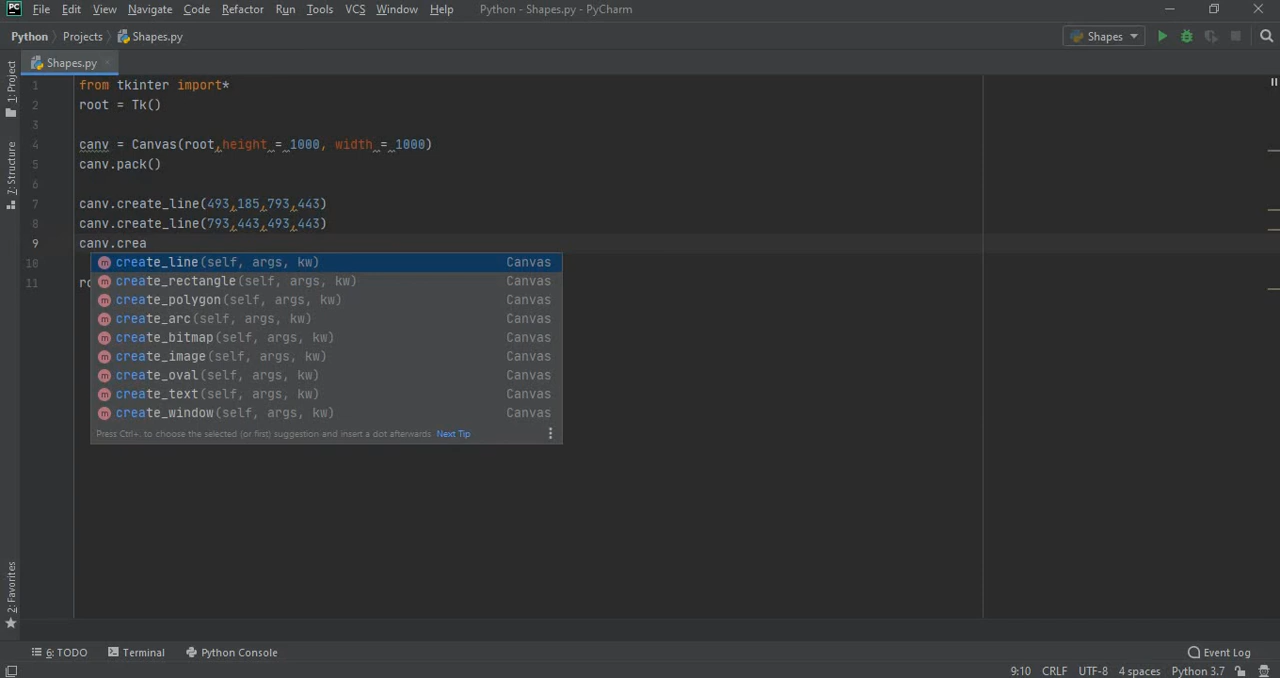 PC File Edit View Navigate Code Refactor Run Tools VCS Window Help Python - Shapes.py - PyCharm
Python Projects Shapes.py Shapes
Shapes.py
1: Project
7: Structure
2: Favorites
1 from tkinter import*
2 root = Tk()
3
4 canv = Canvas(root,height = 1000, width = 1000)
5 canv.pack()
6
7 canv.create_line(493,185,793,443)
8 canv.create_line(793,443,493,443)
9 canv.crea
10
11 ro
create_line(self, args, kw) Canvas
create_rectangle(self, args, kw) Canvas
create_polygon(self, args, kw) Canvas
create_arc(self, args, kw) Canvas
create_bitmap(self, args, kw) Canvas
create_image(self, args, kw) Canvas
create_oval(self, args, kw) Canvas
create_text(self, args, kw) Canvas
create_window(self, args, kw) Canvas
Press Ctrl+. to choose the selected (or first) suggestion and insert a dot afterwards Next Tip
6: TODO Terminal Python Console Event Log
9:10 CRLF UTF-8 4 spaces Python 3.7